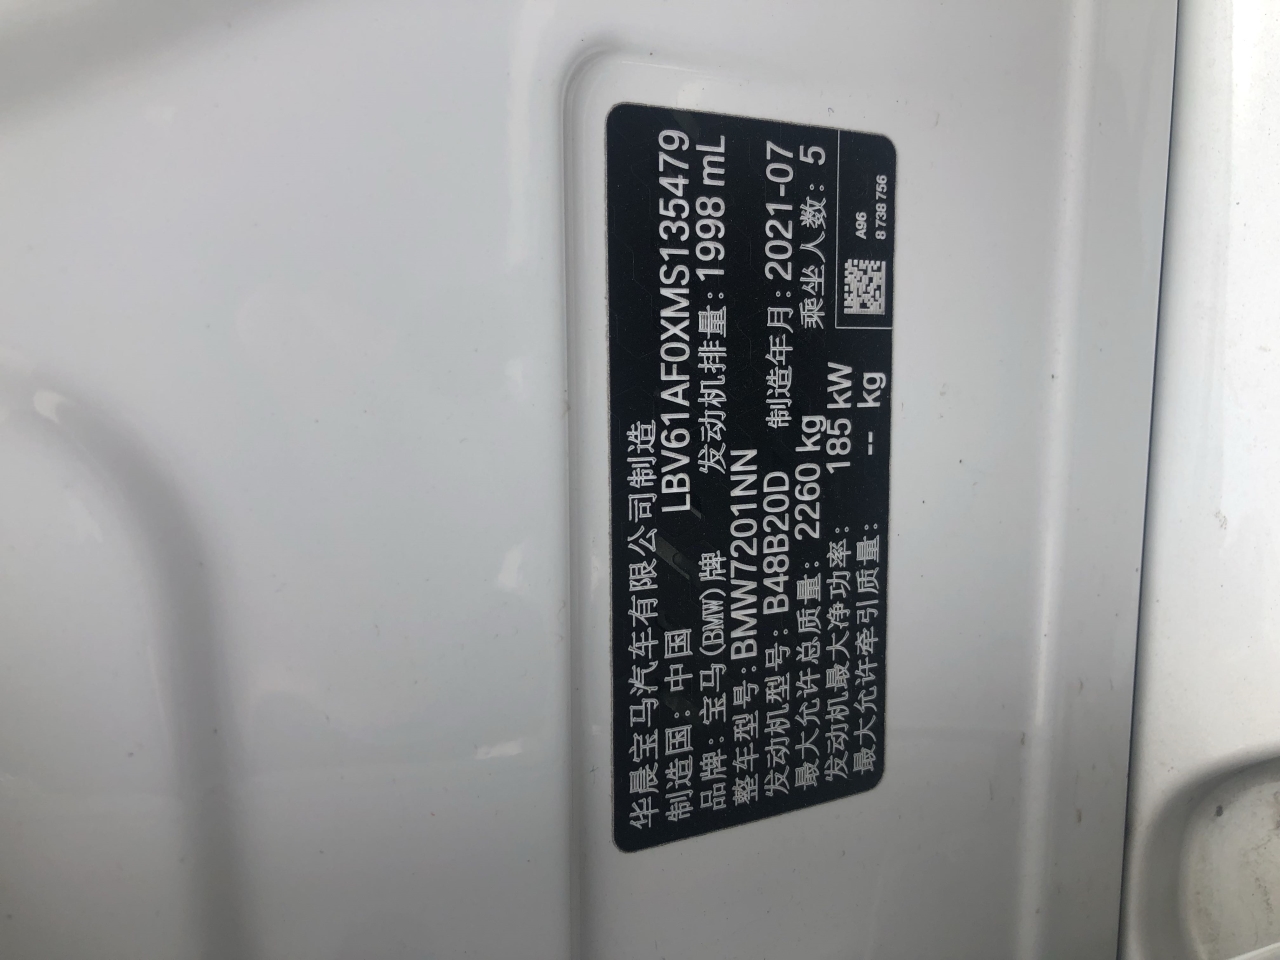 华晨宝马汽车有限公司制造
制造国：中国 LBV61AF0XMS135479
品牌：宝马(BMW)牌 发动机排量：1998 mL
整车型号：BMW7201NN
发动机型号：B48B20D 制造年月：2021-07
最大允许总质量：2260 kg 乘坐人数：5
发动机最大净功率：185 kW
最大允许牵引质量：-- kg
A96
8 738 756